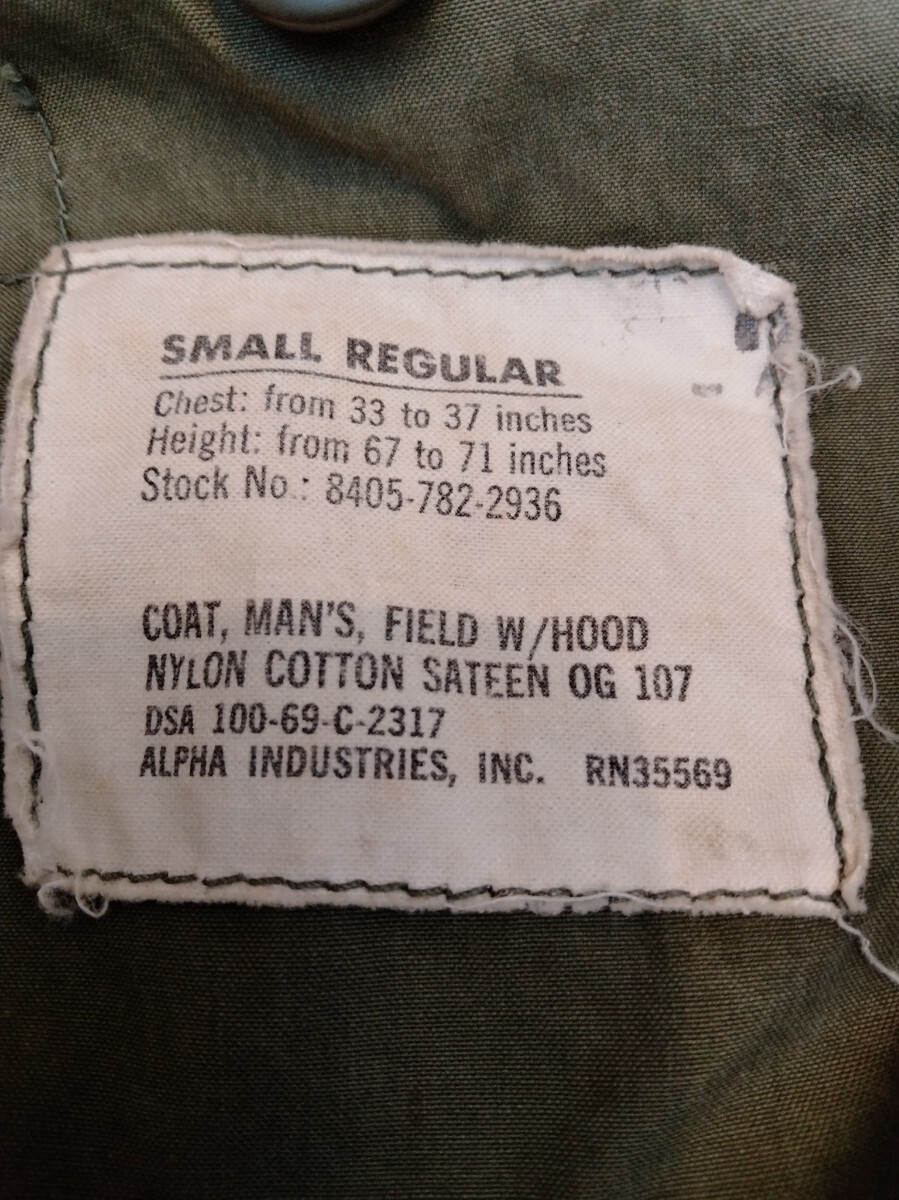 SMALL REGULAR
Chest: from 33 to 37 inches
Height: from 67 to 71 inches
Stock No.: 8405-782-2936
COAT, MAN'S, FIELD W/HOOD
NYLON COTTON SATEEN OG 107
DSA 100-69-C-2317
ALPHA INDUSTRIES, INC. RN35569